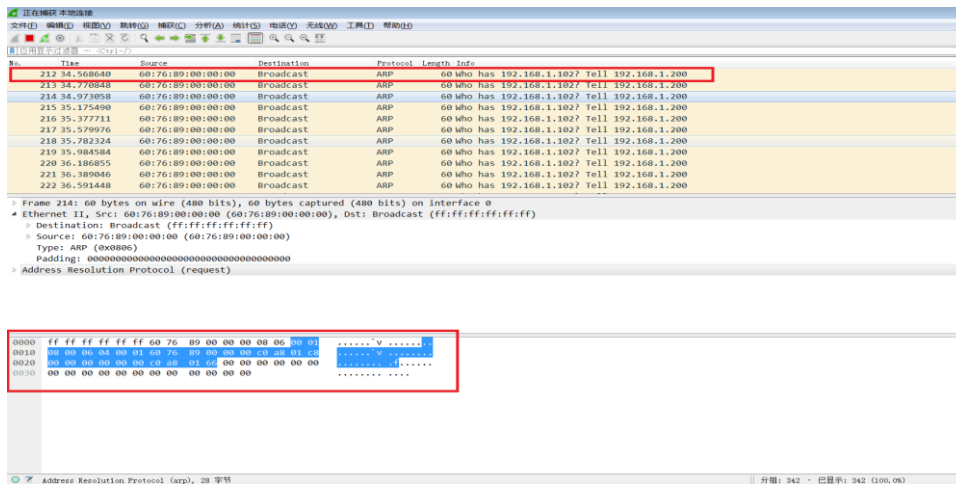 正在捕获 本地连接
文件(F) 编辑(E) 视图(V) 跳转(G) 捕获(C) 分析(A) 统计(S) 电话(Y) 无线(W) 工具(T) 帮助(H)
应用显示过滤器 … <Ctrl-/>
No. Time Source Destination Protocol Length Info
212 34.568640 60:76:89:00:00:00 Broadcast ARP 60 Who has 192.168.1.102? Tell 192.168.1.200
213 34.770848 60:76:89:00:00:00 Broadcast ARP 60 Who has 192.168.1.102? Tell 192.168.1.200
214 34.973058 60:76:89:00:00:00 Broadcast ARP 60 Who has 192.168.1.102? Tell 192.168.1.200
215 35.175490 60:76:89:00:00:00 Broadcast ARP 60 Who has 192.168.1.102? Tell 192.168.1.200
216 35.377711 60:76:89:00:00:00 Broadcast ARP 60 Who has 192.168.1.102? Tell 192.168.1.200
217 35.579976 60:76:89:00:00:00 Broadcast ARP 60 Who has 192.168.1.102? Tell 192.168.1.200
218 35.782324 60:76:89:00:00:00 Broadcast ARP 60 Who has 192.168.1.102? Tell 192.168.1.200
219 35.984584 60:76:89:00:00:00 Broadcast ARP 60 Who has 192.168.1.102? Tell 192.168.1.200
220 36.186855 60:76:89:00:00:00 Broadcast ARP 60 Who has 192.168.1.102? Tell 192.168.1.200
221 36.389046 60:76:89:00:00:00 Broadcast ARP 60 Who has 192.168.1.102? Tell 192.168.1.200
222 36.591448 60:76:89:00:00:00 Broadcast ARP 60 Who has 192.168.1.102? Tell 192.168.1.200
Frame 214: 60 bytes on wire (480 bits), 60 bytes captured (480 bits) on interface 0
Ethernet II, Src: 60:76:89:00:00:00 (60:76:89:00:00:00), Dst: Broadcast (ff:ff:ff:ff:ff:ff)
Destination: Broadcast (ff:ff:ff:ff:ff:ff)
Source: 60:76:89:00:00:00 (60:76:89:00:00:00)
Type: ARP (0x0806)
Padding: 000000000000000000000000000000000000
Address Resolution Protocol (request)
0000 ff ff ff ff ff ff 60 76 89 00 00 00 08 06 00 01 ......`v ........
0010 08 00 06 04 00 01 60 76 89 00 00 00 c0 a8 01 c8 ......`v ........
0020 00 00 00 00 00 00 c0 a8 01 66 00 00 00 00 00 00 ........ .f......
0030 00 00 00 00 00 00 00 00 00 00 00 00 ........ ....
Address Resolution Protocol (arp), 28 字节
分组: 342 · 已显示: 342 (100.0%)